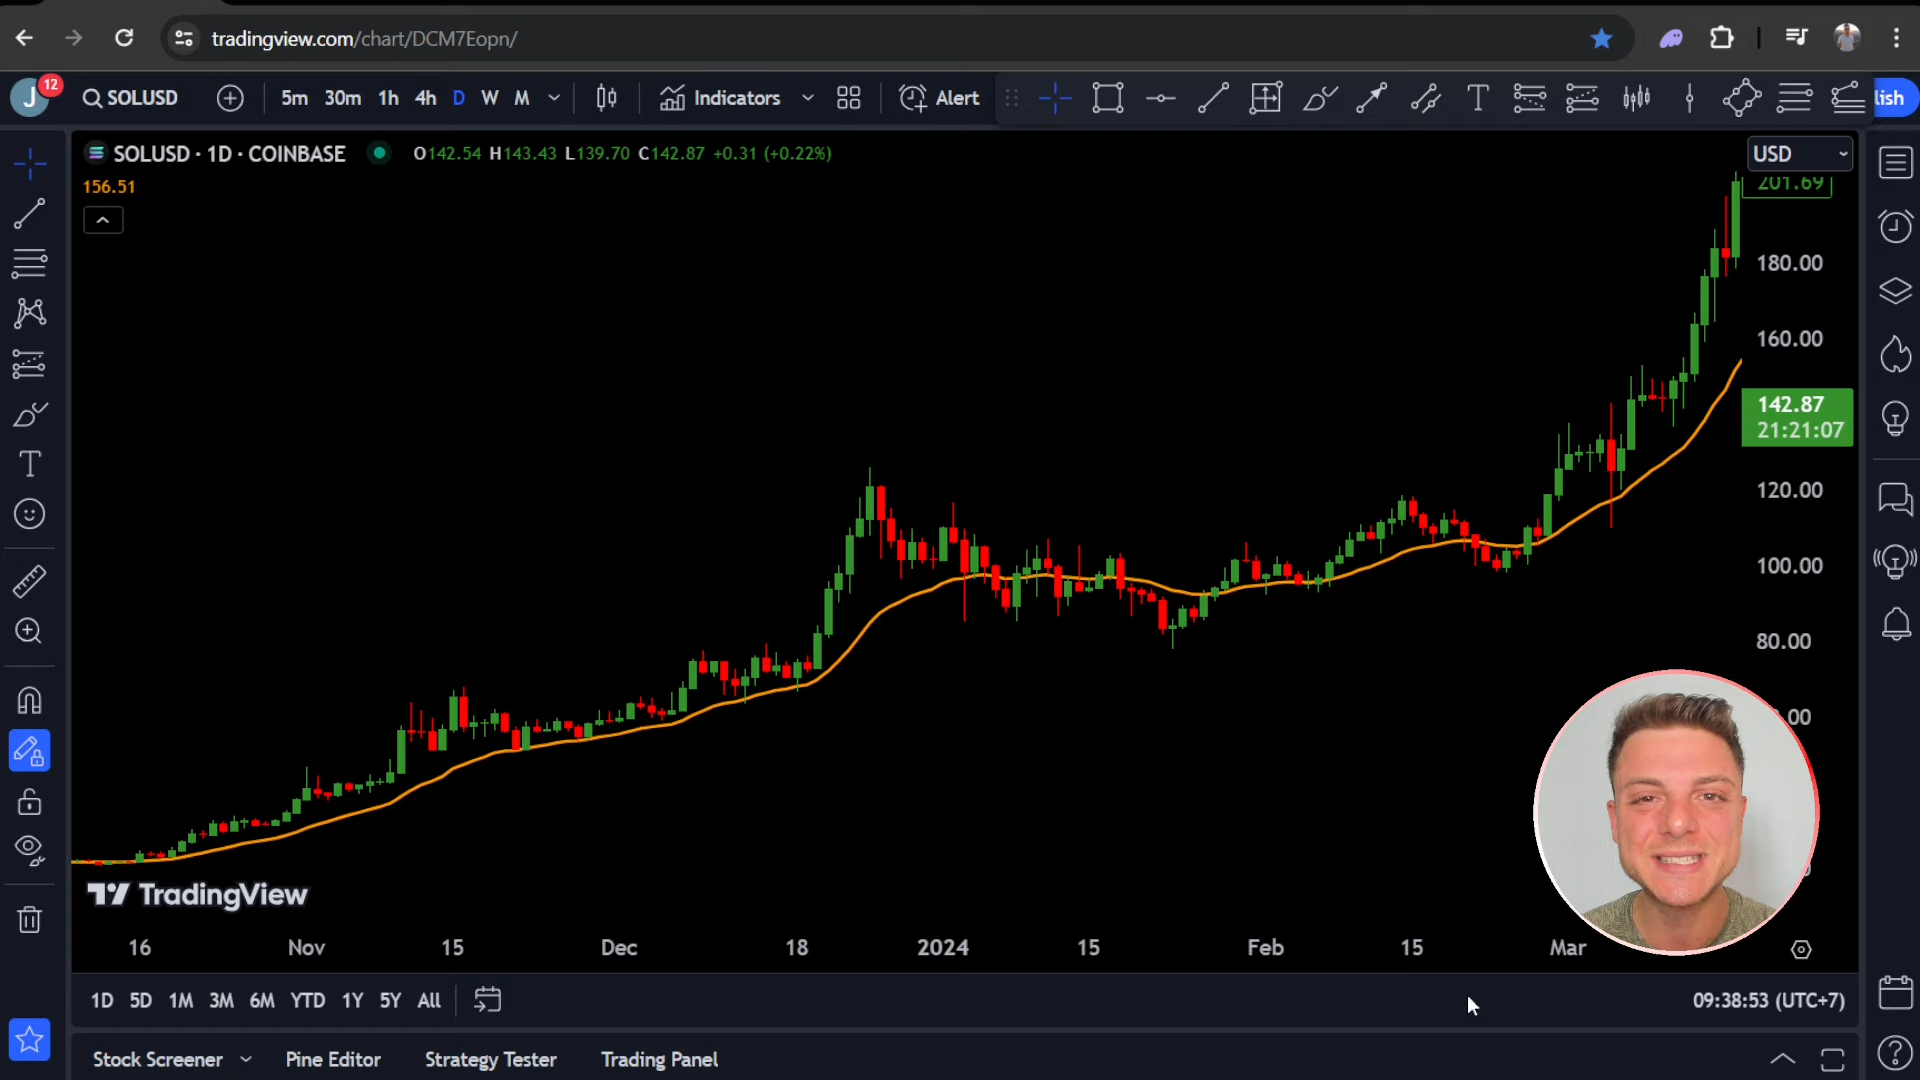 tradingview.com/chart/DCM7Eopn/
J
12
SOLUSD
5m 30m 1h 4h D W M
Indicators
Alert
lish
SOLUSD · 1D · COINBASE
O142.54 H143.43 L139.70 C142.87 +0.31 (+0.22%)
156.51
USD
201.69
180.00
160.00
142.87
21:21:07
120.00
100.00
80.00
TradingView
16 Nov 15 Dec 18 2024 15 Feb 15 Mar
1D 5D 1M 3M 6M YTD 1Y 5Y All
09:38:53 (UTC+7)
Stock Screener Pine Editor Strategy Tester Trading Panel